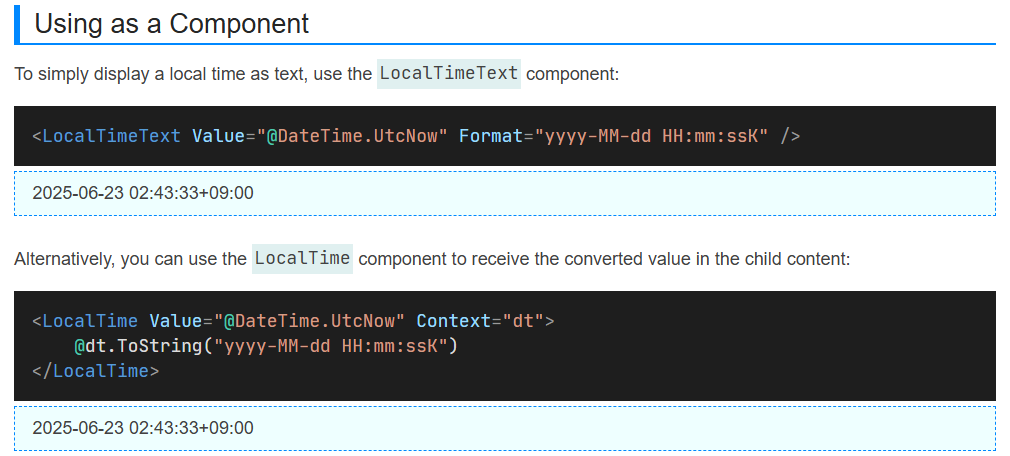 Using as a Component
To simply display a local time as text, use the LocalTimeText component:
<LocalTimeText Value="@DateTime.UtcNow" Format="yyyy-MM-dd HH:mm:ssK" />
2025-06-23 02:43:33+09:00
Alternatively, you can use the LocalTime component to receive the converted value in the child content:
<LocalTime Value="@DateTime.UtcNow" Context="dt">
    @dt.ToString("yyyy-MM-dd HH:mm:ssK")
</LocalTime>
2025-06-23 02:43:33+09:00